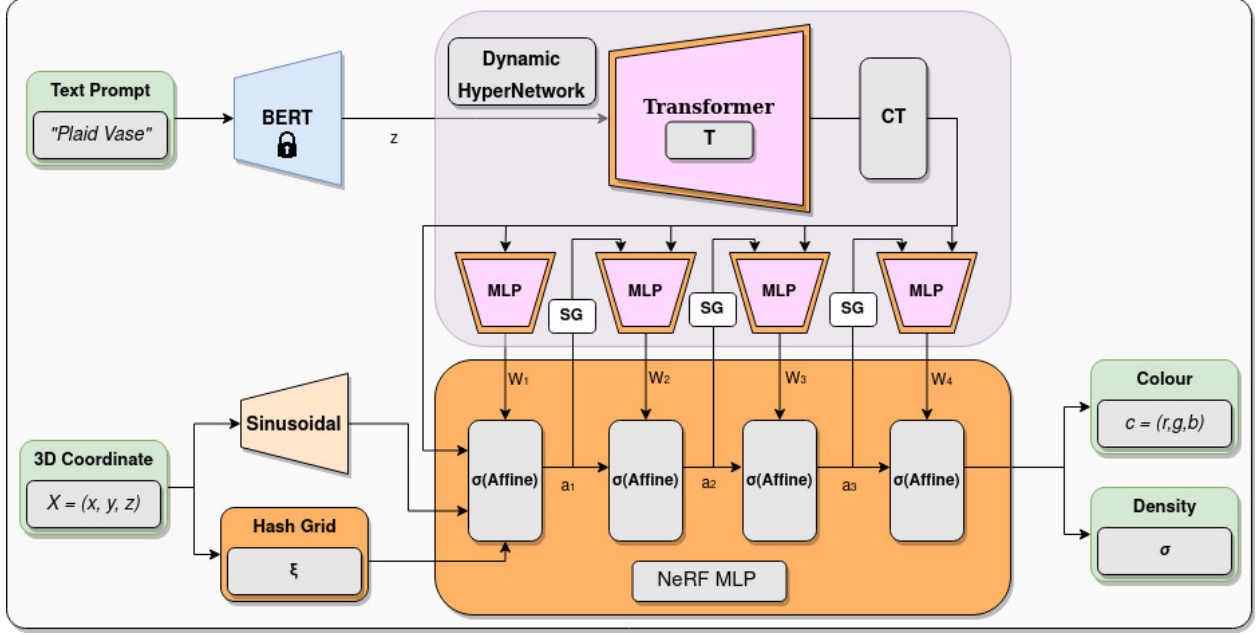 Text Prompt
"Plaid Vase"
BERT
z
Dynamic
HyperNetwork
Transformer
T
CT
MLP
MLP
MLP
MLP
SG
SG
SG
W₁
W₂
W₃
W₄
3D Coordinate
X = (x, y, z)
Sinusoidal
Hash Grid
ξ
σ(Affine)
a₁
σ(Affine)
a₂
σ(Affine)
a₃
σ(Affine)
NeRF MLP
Colour
c = (r,g,b)
Density
σ